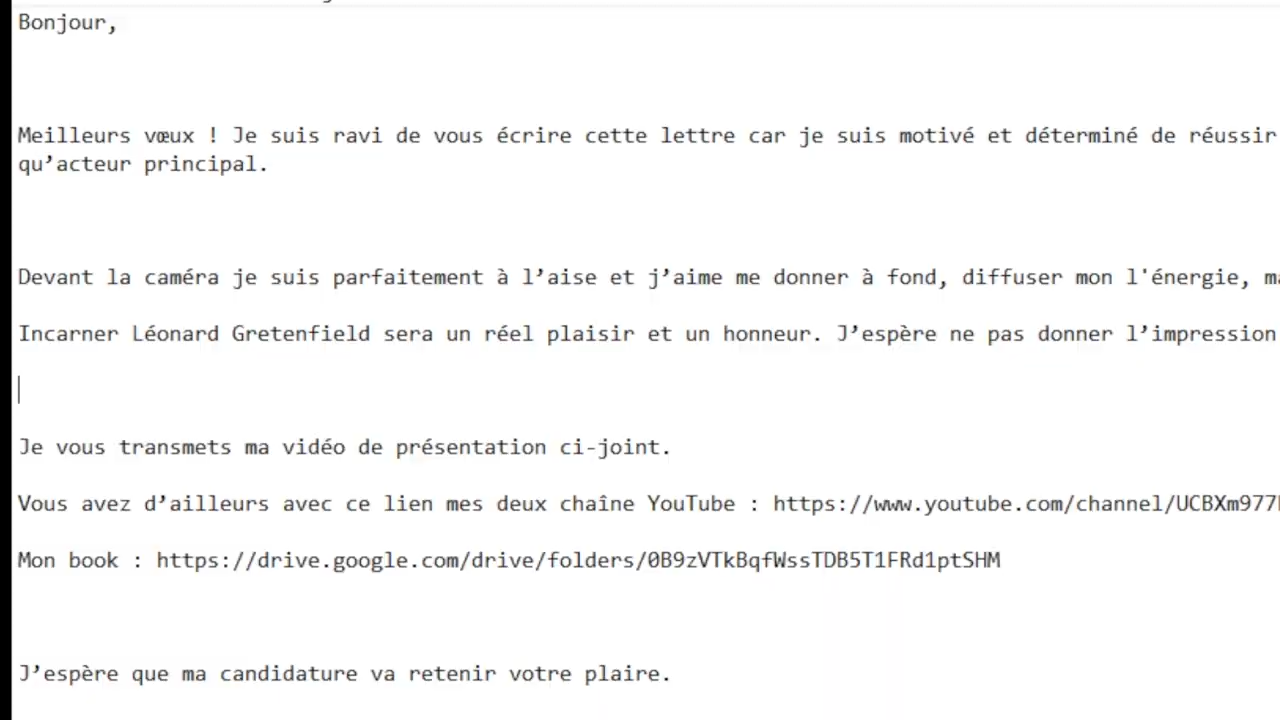 Bonjour,
Meilleurs vœux ! Je suis ravi de vous écrire cette lettre car je suis motivé et déterminé de réussir
qu’acteur principal.
Devant la caméra je suis parfaitement à l’aise et j’aime me donner à fond, diffuser mon l'énergie,
Incarner Léonard Gretenfield sera un réel plaisir et un honneur. J’espère ne pas donner l’impression
Je vous transmets ma vidéo de présentation ci-joint.
Vous avez d’ailleurs avec ce lien mes deux chaîne YouTube : https://www.youtube.com/channel/UCBXm977
Mon book : https://drive.google.com/drive/folders/0B9zVTkBqfWssTDB5T1FRd1ptSHM
J’espère que ma candidature va retenir votre plaire.